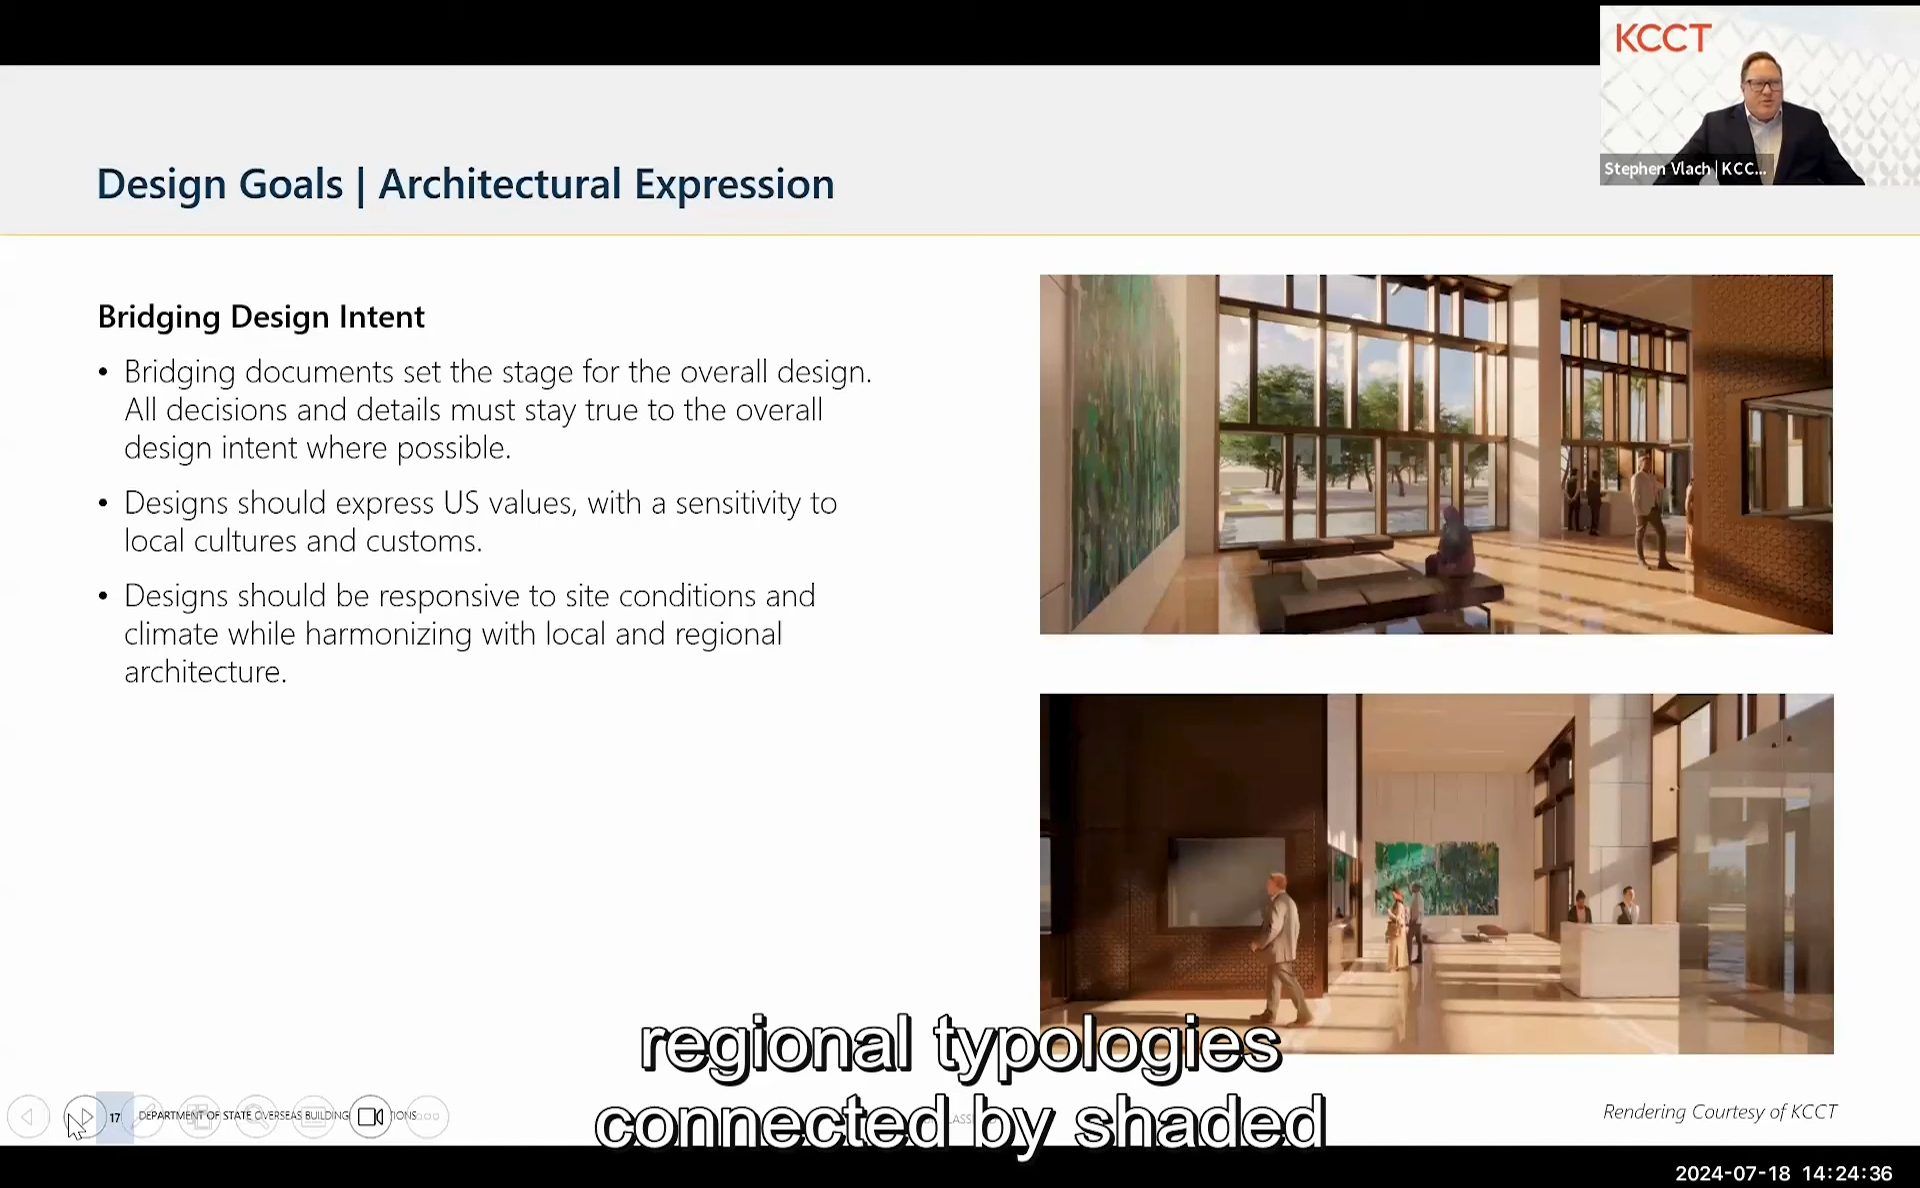 KCCT
Stephen Vlach | KCC...
Design Goals | Architectural Expression
Bridging Design Intent
• Bridging documents set the stage for the overall design.
All decisions and details must stay true to the overall
design intent where possible.
• Designs should express US values, with a sensitivity to
local cultures and customs.
• Designs should be responsive to site conditions and
climate while harmonizing with local and regional
architecture.
regional typologies
connected by shaded
17
DEPARTMENT OF STATE OVERSEAS BUILDING
Rendering Courtesy of KCCT
2024-07-18 14:24:36